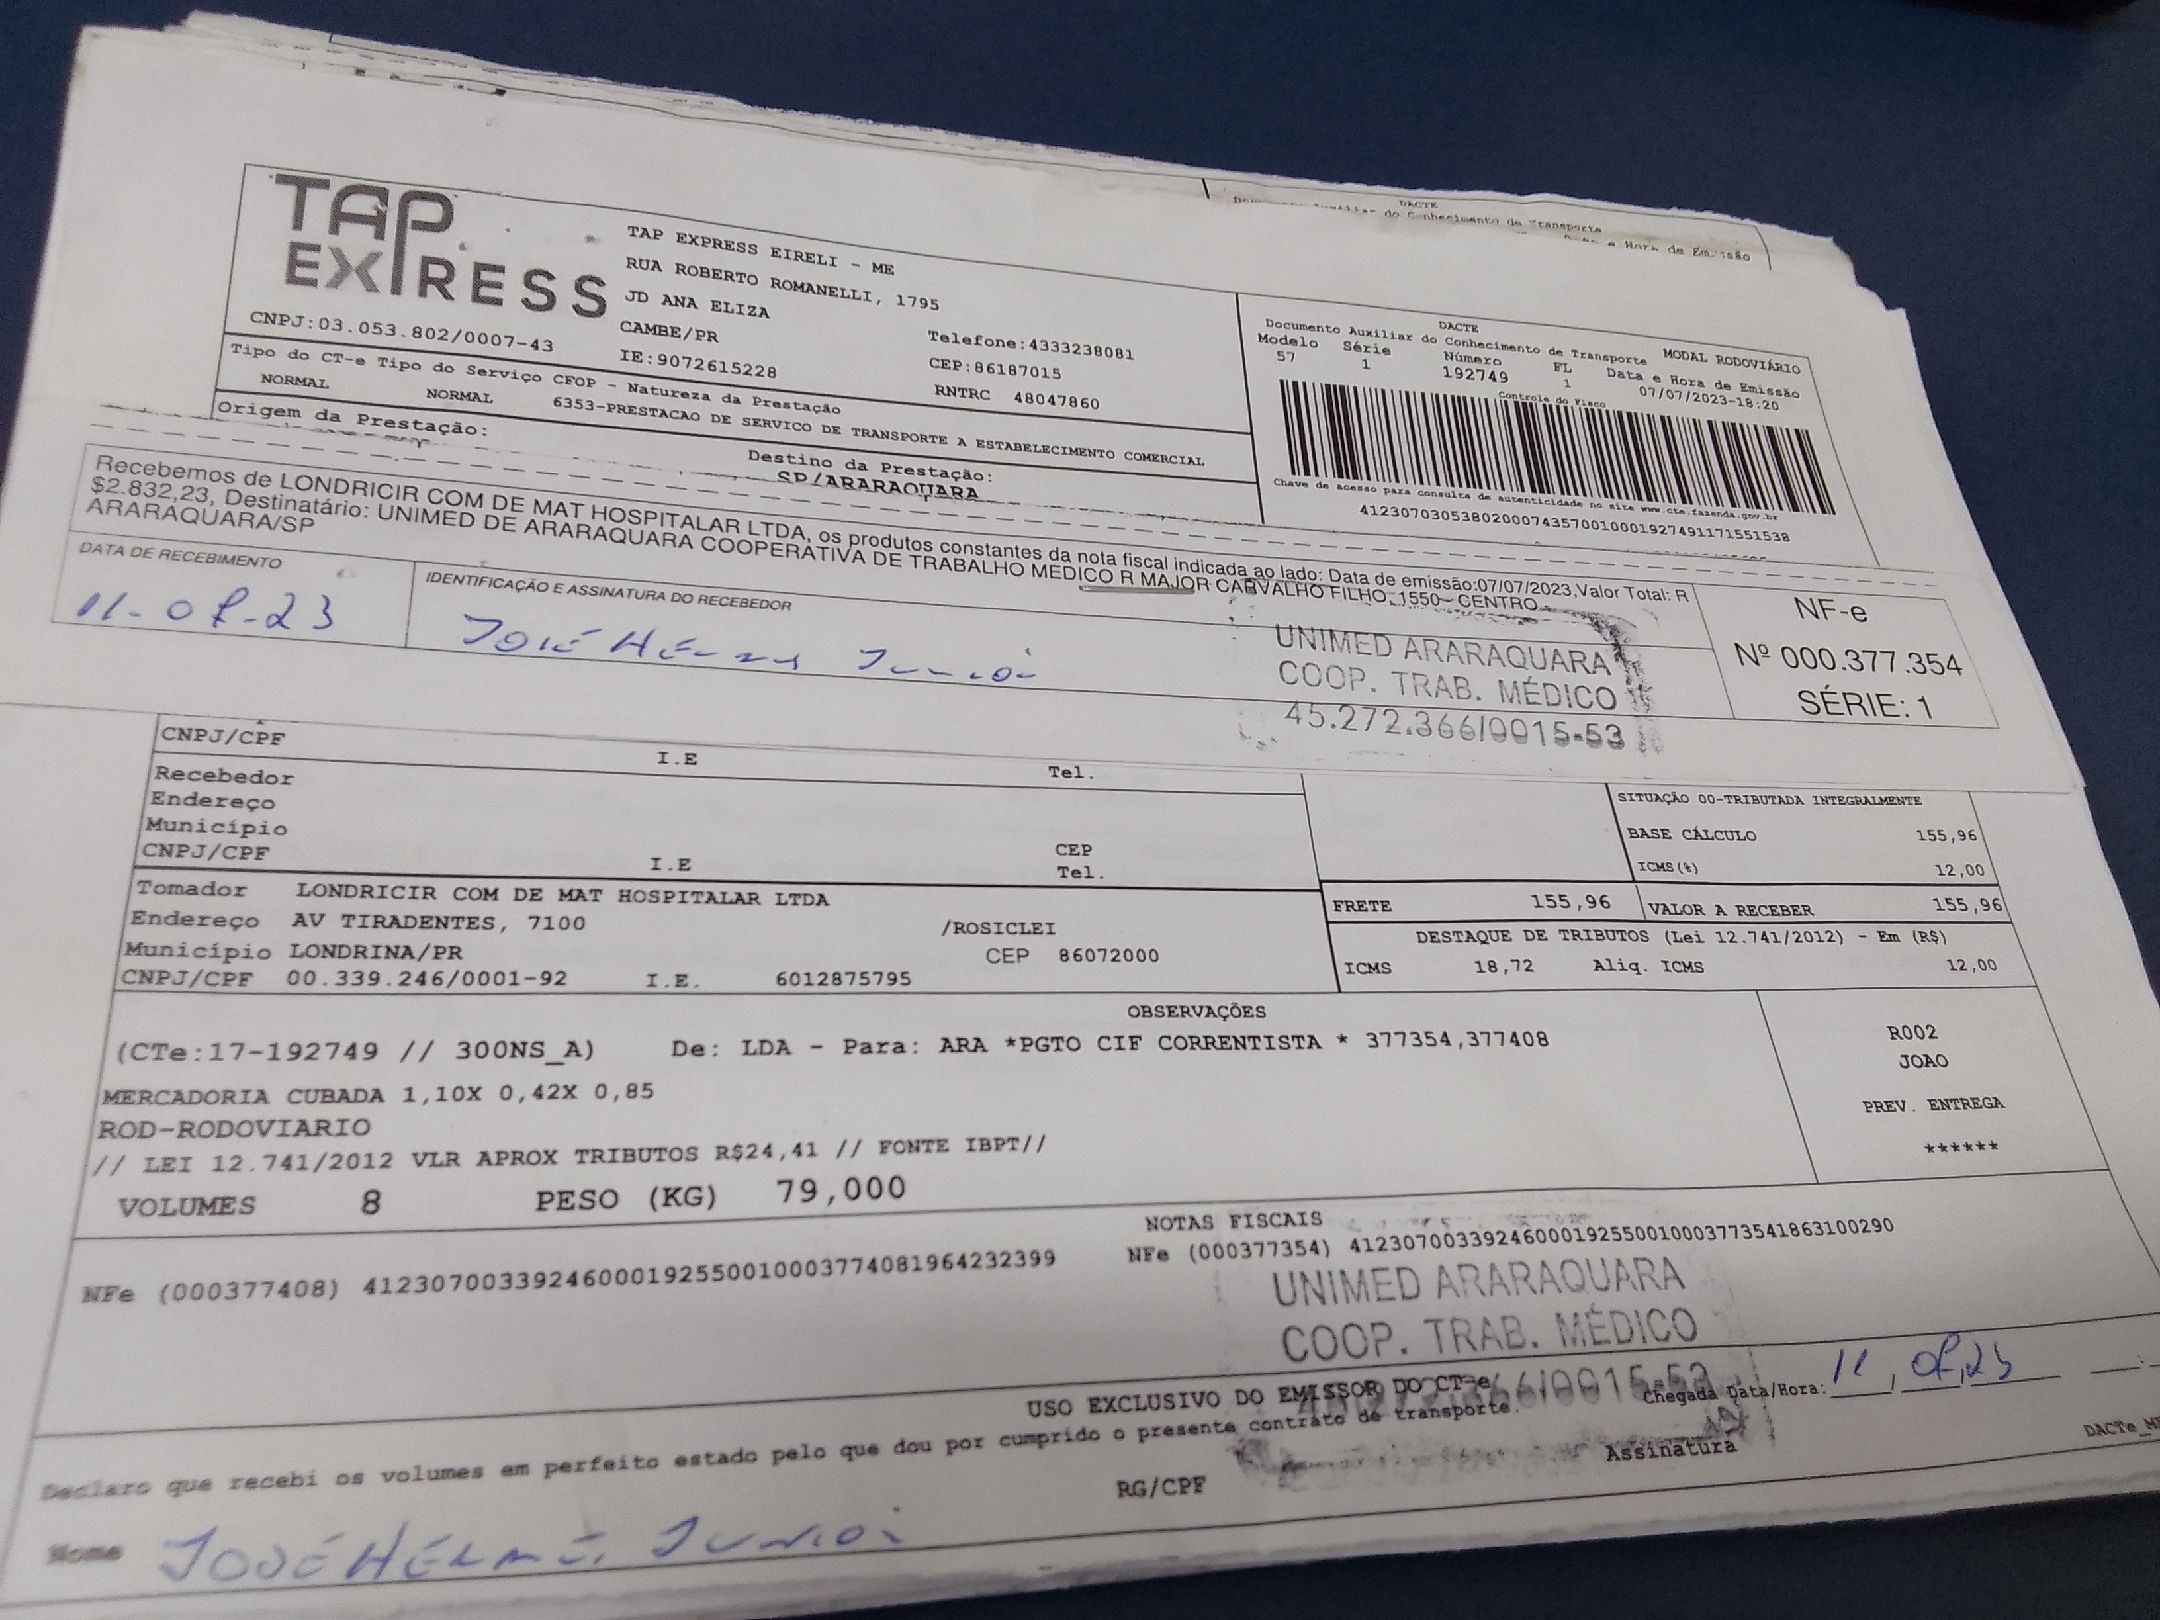 DACTE
Documento Auxiliar do Conhecimento de Transporte
e Hora de Emissão
TAP EXPRESS
TAP EXPRESS EIRELI - ME
RUA ROBERTO ROMANELLI, 1795
JD ANA ELIZA
CAMBE/PR Telefone:4333238081
CNPJ:03.053.802/0007-43 IE:9072615228 CEP:86187015
RNTRC 48047860
DACTE MODAL RODOVIÁRIO
Documento Auxiliar do Conhecimento de Transporte
Modelo Série Número FL Data e Hora de Emissão
57 1 192749 1 07/07/2023-18:20
Controle do Fisco
Chave de acesso para consulta de autenticidade no site www.cte.fazenda.gov.br
41230703053802000743570010001927491171551538
Tipo do CT-e Tipo do Serviço CFOP - Natureza da Prestação
NORMAL NORMAL 6353-PRESTACAO DE SERVICO DE TRANSPORTE A ESTABELECIMENTO COMERCIAL
Origem da Prestação: Destino da Prestação:
SP/ARARAQUARA
Recebemos de LONDRICIR COM DE MAT HOSPITALAR LTDA, os produtos constantes da nota fiscal indicada ao lado: Data de emissão:07/07/2023,Valor Total: R
$2.832,23, Destinatário: UNIMED DE ARARAQUARA COOPERATIVA DE TRABALHO MEDICO R MAJOR CARVALHO FILHO, 1550- CENTRO -
ARARAQUARA/SP
DATA DE RECEBIMENTO
11-07-23
IDENTIFICAÇÃO E ASSINATURA DO RECEBEDOR
JOSÉ Junior
UNIMED ARARAQUARA
COOP. TRAB. MÉDICO
45.272.366/0015-53
NF-e
Nº 000.377.354
SÉRIE: 1
CNPJ/CPF I.E Tel.
Recebedor
Endereço
Município CEP
CNPJ/CPF I.E Tel.
SITUAÇÃO 00-TRIBUTADA INTEGRALMENTE
BASE CÁLCULO 155,96
ICMS(%) 12,00
FRETE 155,96 VALOR A RECEBER 155,96
DESTAQUE DE TRIBUTOS (Lei 12.741/2012) - Em (R$)
ICMS 18,72 Aliq. ICMS 12,00
Tomador LONDRICIR COM DE MAT HOSPITALAR LTDA
Endereço AV TIRADENTES, 7100 /ROSICLEI
Município LONDRINA/PR CEP 86072000
CNPJ/CPF 00.339.246/0001-92 I.E. 6012875795
OBSERVAÇÕES
(CTe:17-192749 // 300NS_A) De: LDA - Para: ARA *PGTO CIF CORRENTISTA * 377354,377408
MERCADORIA CUBADA 1,10X 0,42X 0,85
ROD-RODOVIARIO
// LEI 12.741/2012 VLR APROX TRIBUTOS R$24,41 // FONTE IBPT//
VOLUMES 8 PESO (KG) 79,000
R002
JOAO
PREV. ENTREGA
******
NOTAS FISCAIS
NFe (000377408) 41230700339246000192550010003774081964232399 NFe (000377354) 41230700339246000192550010003773541863100290
UNIMED ARARAQUARA
COOP. TRAB. MÉDICO
USO EXCLUSIVO DO EMISSOR DO CT-e
Chegada Data/Hora: 11, 07, 23
Declaro que recebi os volumes em perfeito estado pelo que dou por cumprido o presente contrato de transporte.
RG/CPF Assinatura
Nome JOSÉ Junior